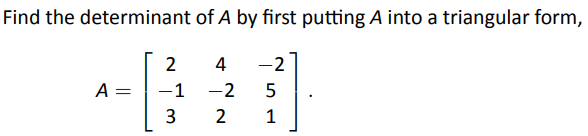 Find the determinant of A by first putting A into a triangular form,
A = [ 2 4 −2
−1 −2 5
3 2 1 ] .